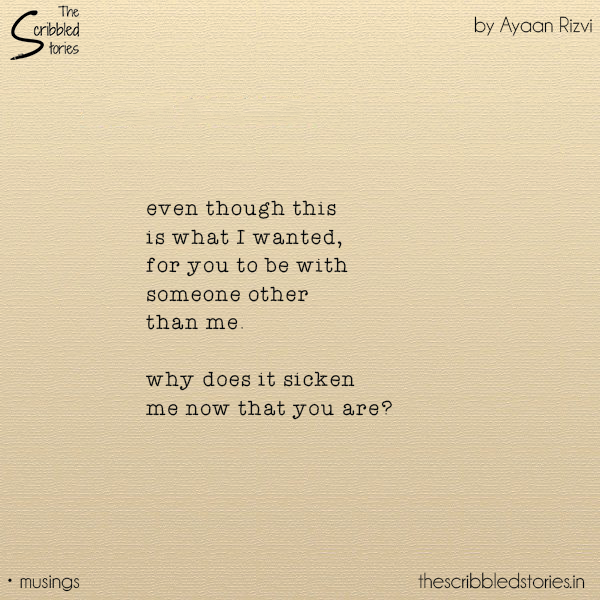 The
Scribbled
Stories
by Ayaan Rizvi
even though this
is what I wanted,
for you to be with
someone other
than me.
why does it sicken
me now that you are?
• musings
thescribbledstories.in